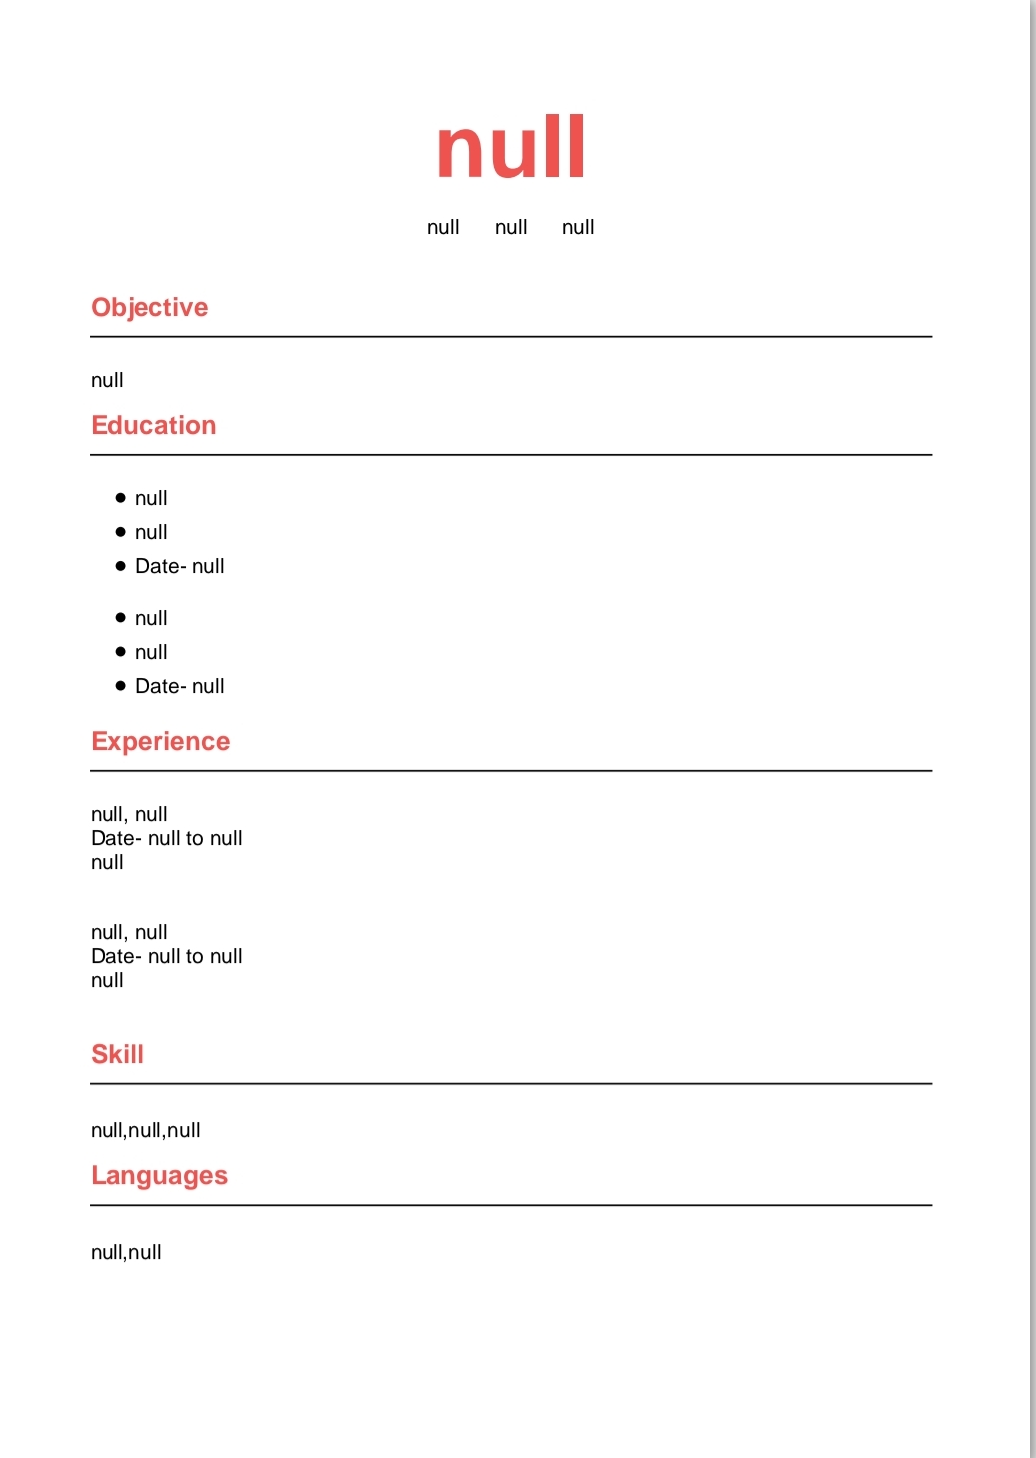 null
null null null
Objective
null
Education
● null
● null
● Date- null
● null
● null
● Date- null
Experience
null, null
Date- null to null
null
null, null
Date- null to null
null
Skill
null,null,null
Languages
null,null